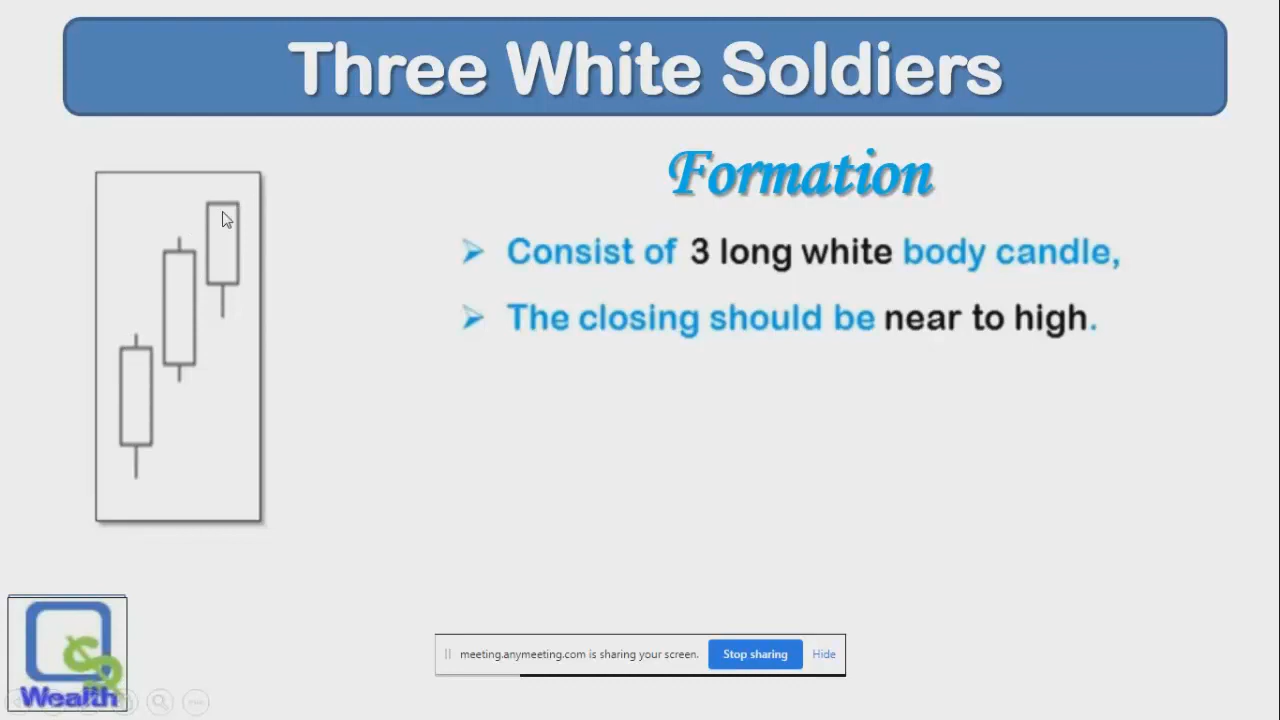 Three White Soldiers
Formation
Consist of 3 long white body candle,
The closing should be near to high.
meeting.anymeeting.com is sharing your screen. Stop sharing Hide
Wealth